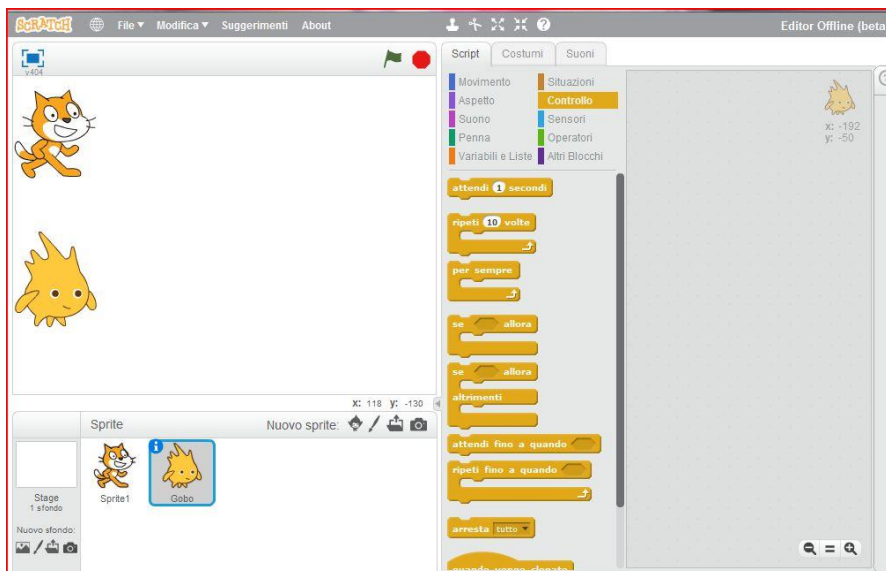 SCRATCH File Modifica Suggerimenti About Editor Offline (beta
v404
Script Costumi Suoni
Movimento Situazioni
Aspetto Controllo
Suono Sensori
Penna Operatori
Variabili e Liste Altri Blocchi
x: -192
y: -50
attendi 1 secondi
ripeti 10 volte
per sempre
se allora
se allora
altrimenti
attendi fino a quando
ripeti fino a quando
arresta tutto
quando vengo clonato
x: 118 y: -130
Sprite Nuovo sprite:
Stage
1 sfondo
Nuovo sfondo:
Sprite1
Gobo